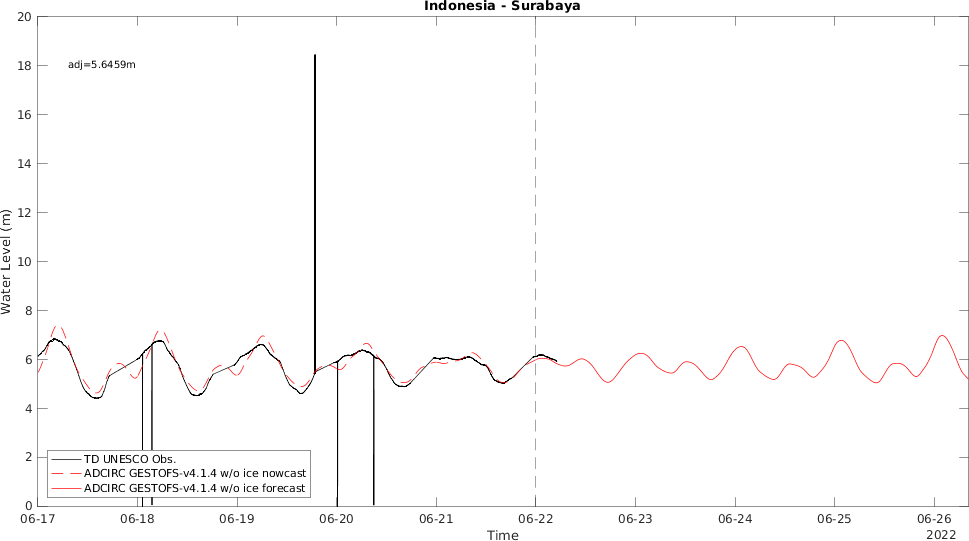 Indonesia - Surabaya
20
18
16
14
12
10
8
6
4
2
0
Water Level (m)
adj=5.6459m
TD UNESCO Obs.
ADCIRC GESTOFS-v4.1.4 w/o ice nowcast
ADCIRC GESTOFS-v4.1.4 w/o ice forecast
06-17 06-18 06-19 06-20 06-21 06-22 06-23 06-24 06-25 06-26
Time
2022